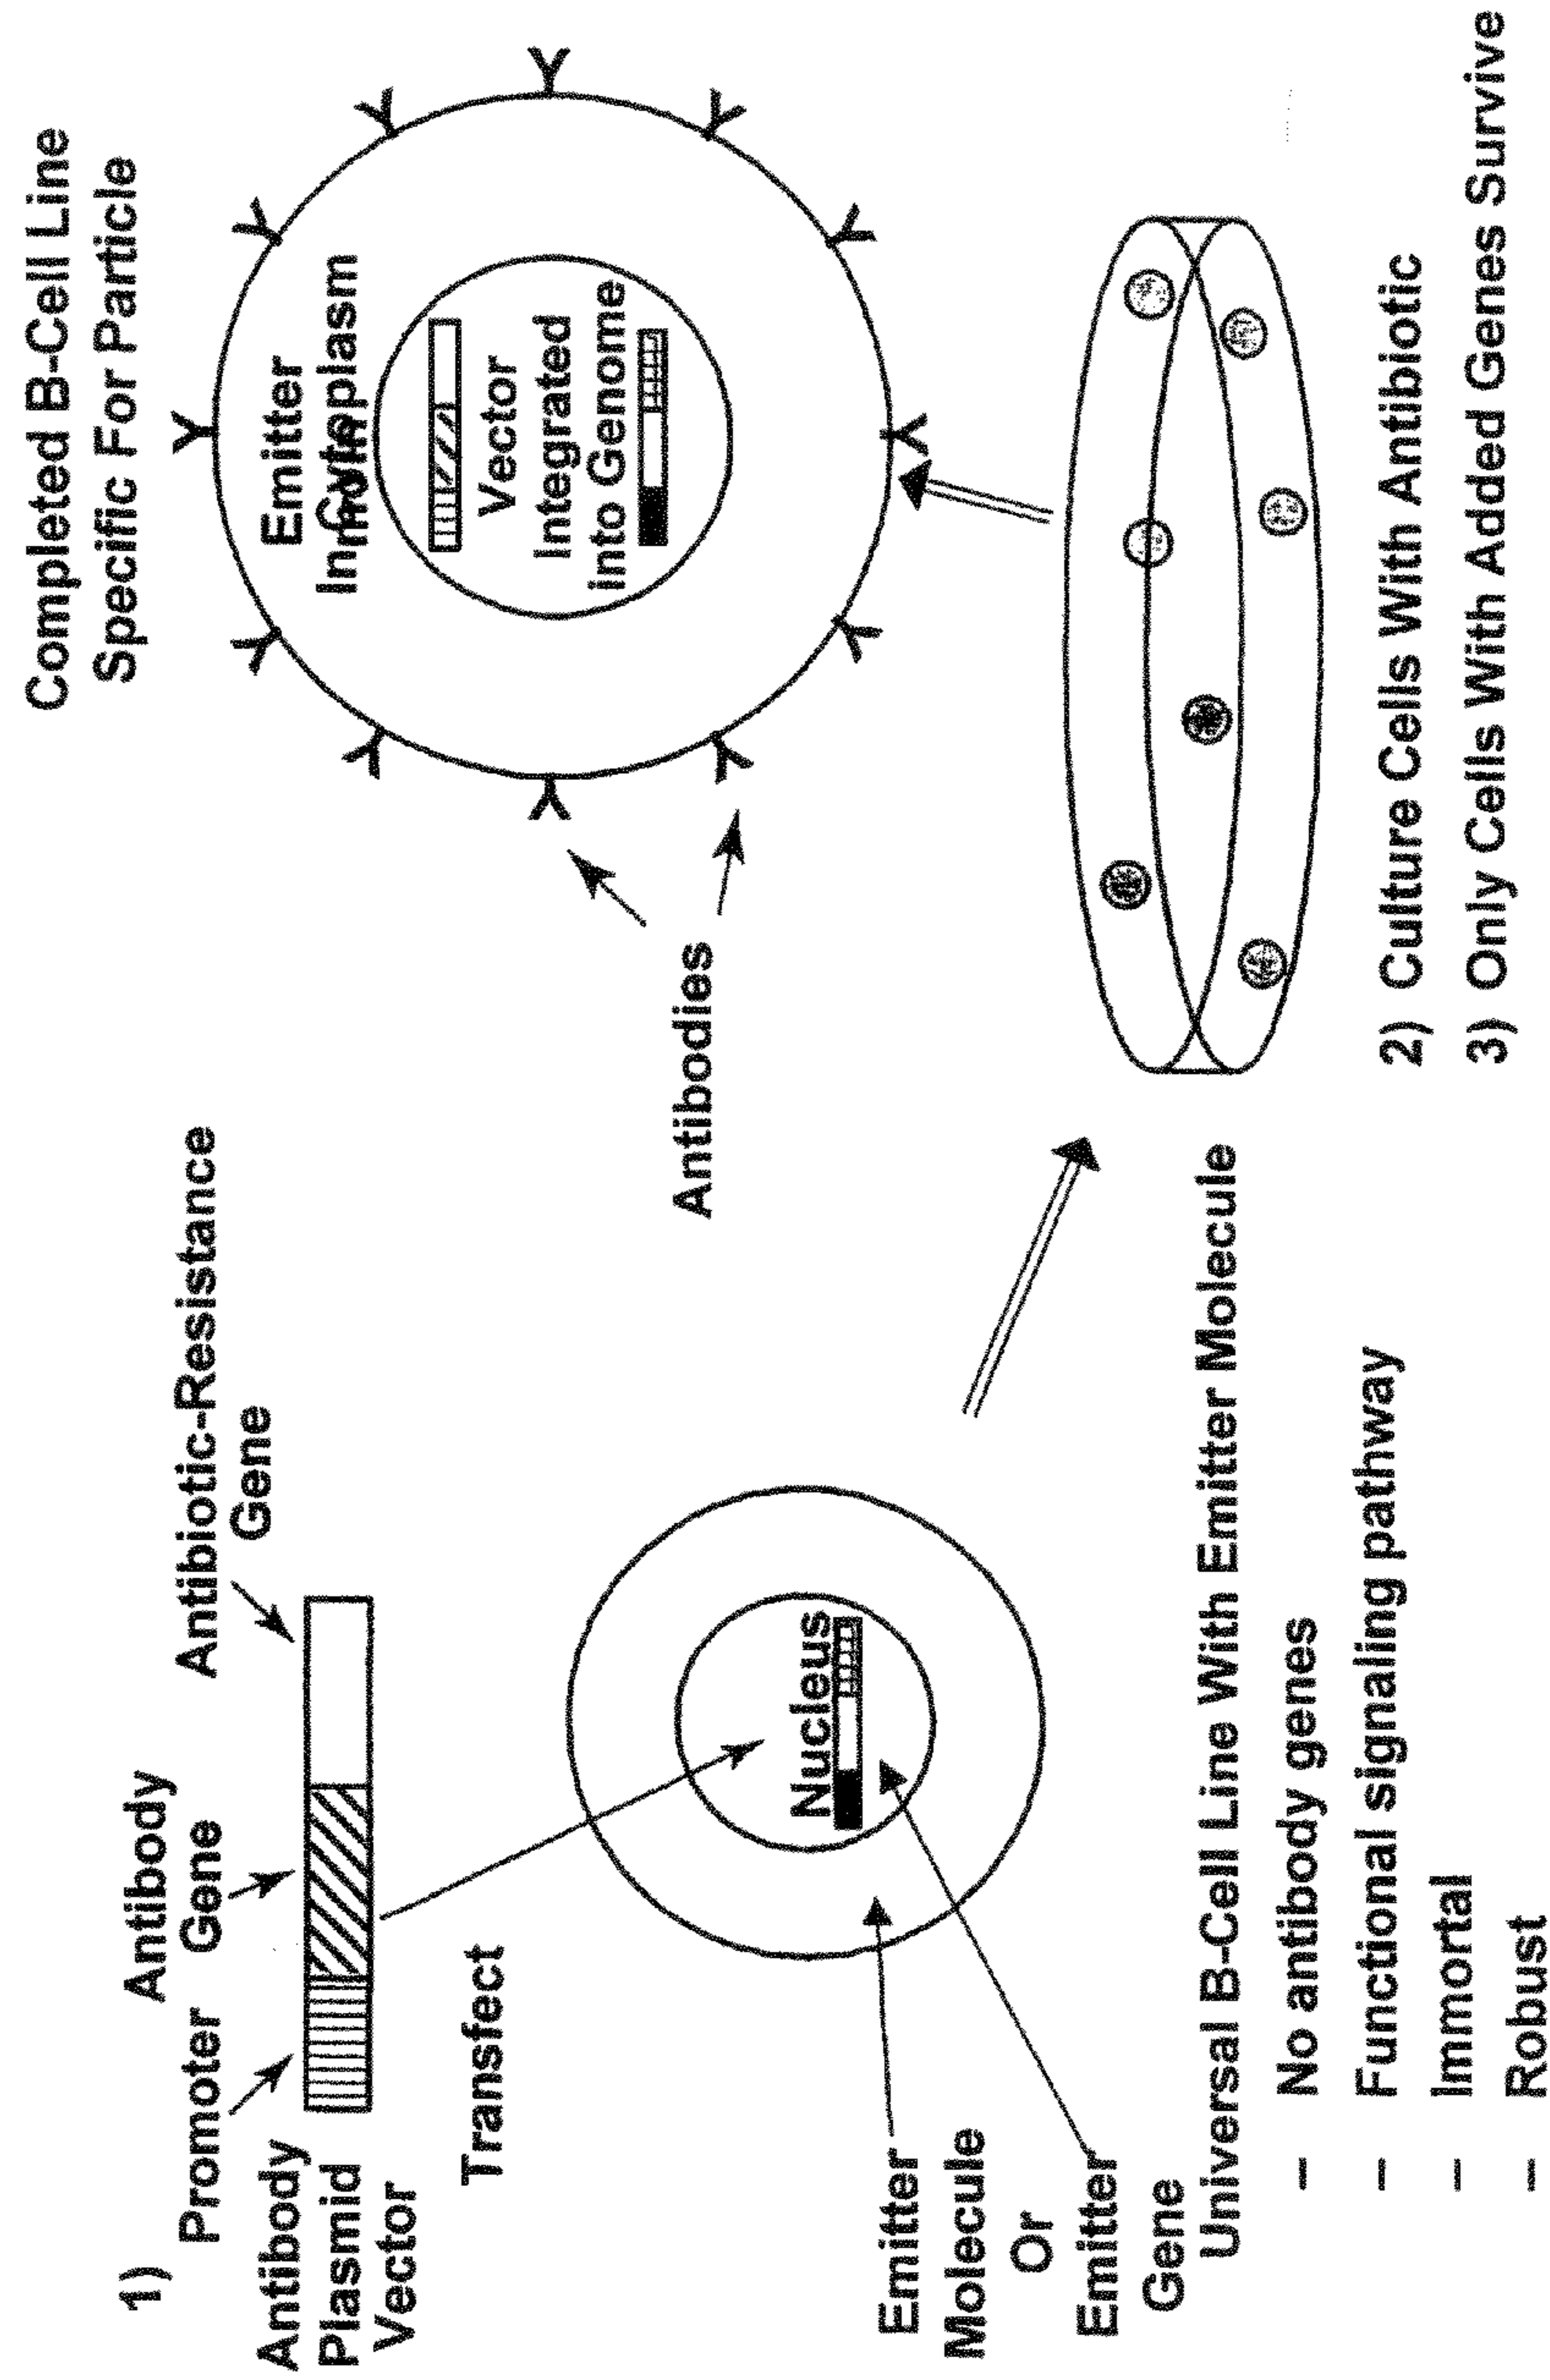 1)
Promoter
Antibody
Gene
Antibiotic-Resistance
Gene
Antibody
Plasmid
Vector
Transfect
Nucleus
Emitter
Molecule
Or
Emitter
Gene
Universal B-Cell Line With Emitter Molecule
– No antibody genes
– Functional signaling pathway
– Immortal
– Robust
Completed B-Cell Line
Specific For Particle
Emitter
In Cytoplasm
Vector
Integrated
into Genome
Antibodies
2) Culture Cells With Antibiotic
3) Only Cells With Added Genes Survive